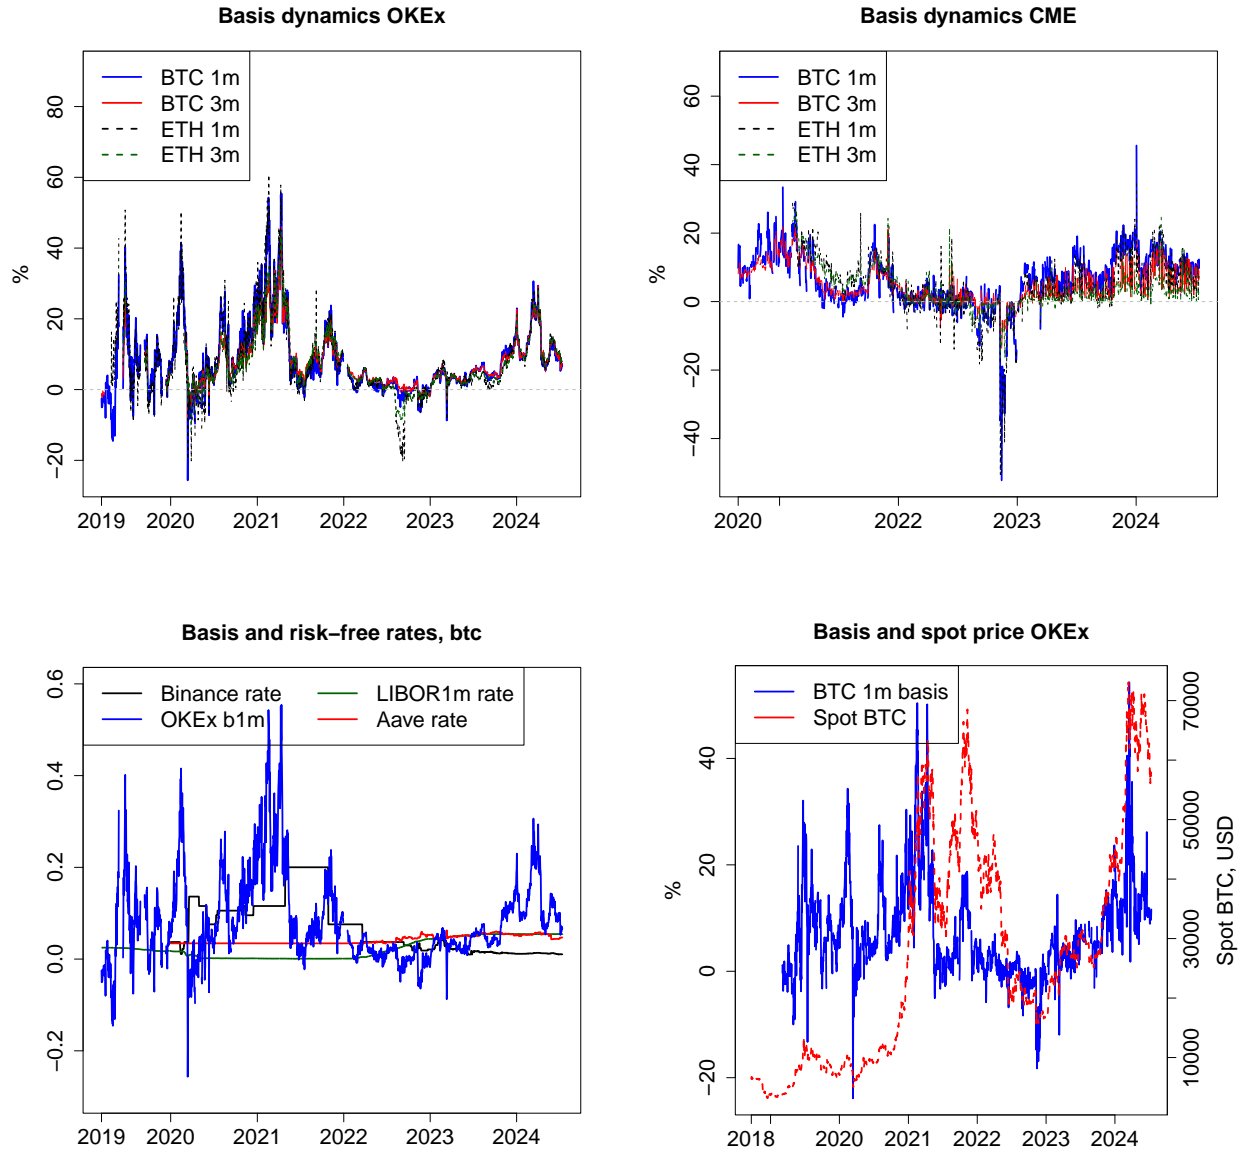 Basis dynamics OKEx
BTC 1m
BTC 3m
ETH 1m
ETH 3m
%
80
60
40
20
0
−20
2019 2020 2021 2022 2023 2024
Basis dynamics CME
BTC 1m
BTC 3m
ETH 1m
ETH 3m
%
60
40
20
0
−20
−40
2020 2022 2023 2024
Basis and risk−free rates, btc
Binance rate LIBOR1m rate
OKEx b1m Aave rate
0.6
0.4
0.2
0.0
−0.2
2019 2020 2021 2022 2023 2024
Basis and spot price OKEx
BTC 1m basis
Spot BTC
%
40
20
0
−20
70000
50000
30000
10000
Spot BTC, USD
2018 2020 2021 2022 2023 2024